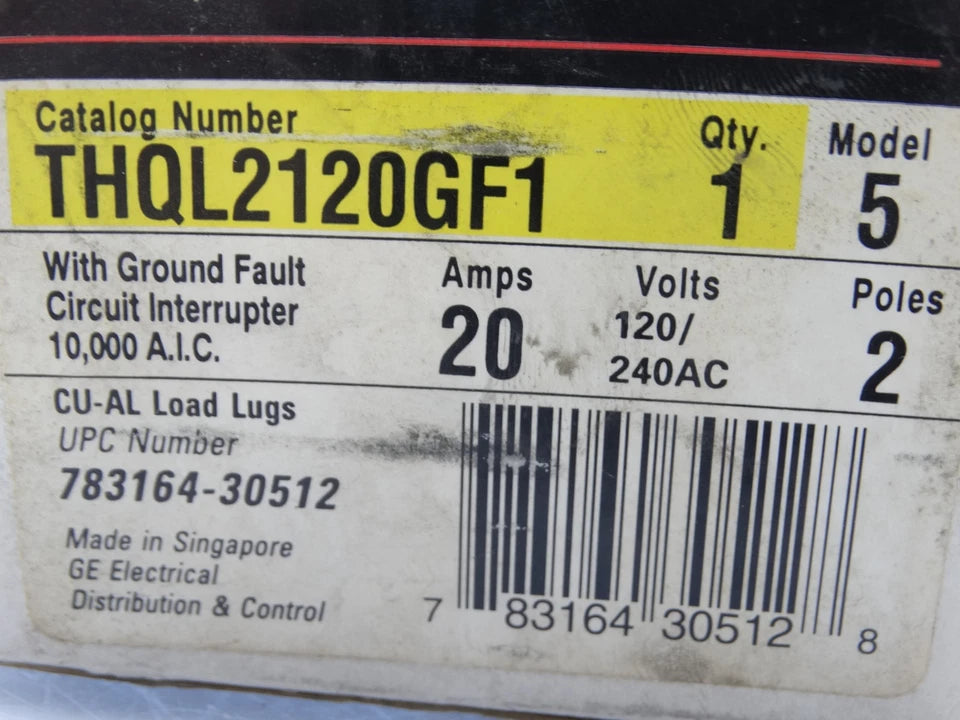 Catalog Number Qty. Model
THQL2120GF1 1 5
With Ground Fault Amps Volts Poles
Circuit Interrupter 20 120/ 2
10,000 A.I.C. 240AC
CU-AL Load Lugs
UPC Number
783164-30512
Made in Singapore
GE Electrical
Distribution & Control
7 83164 30512 8